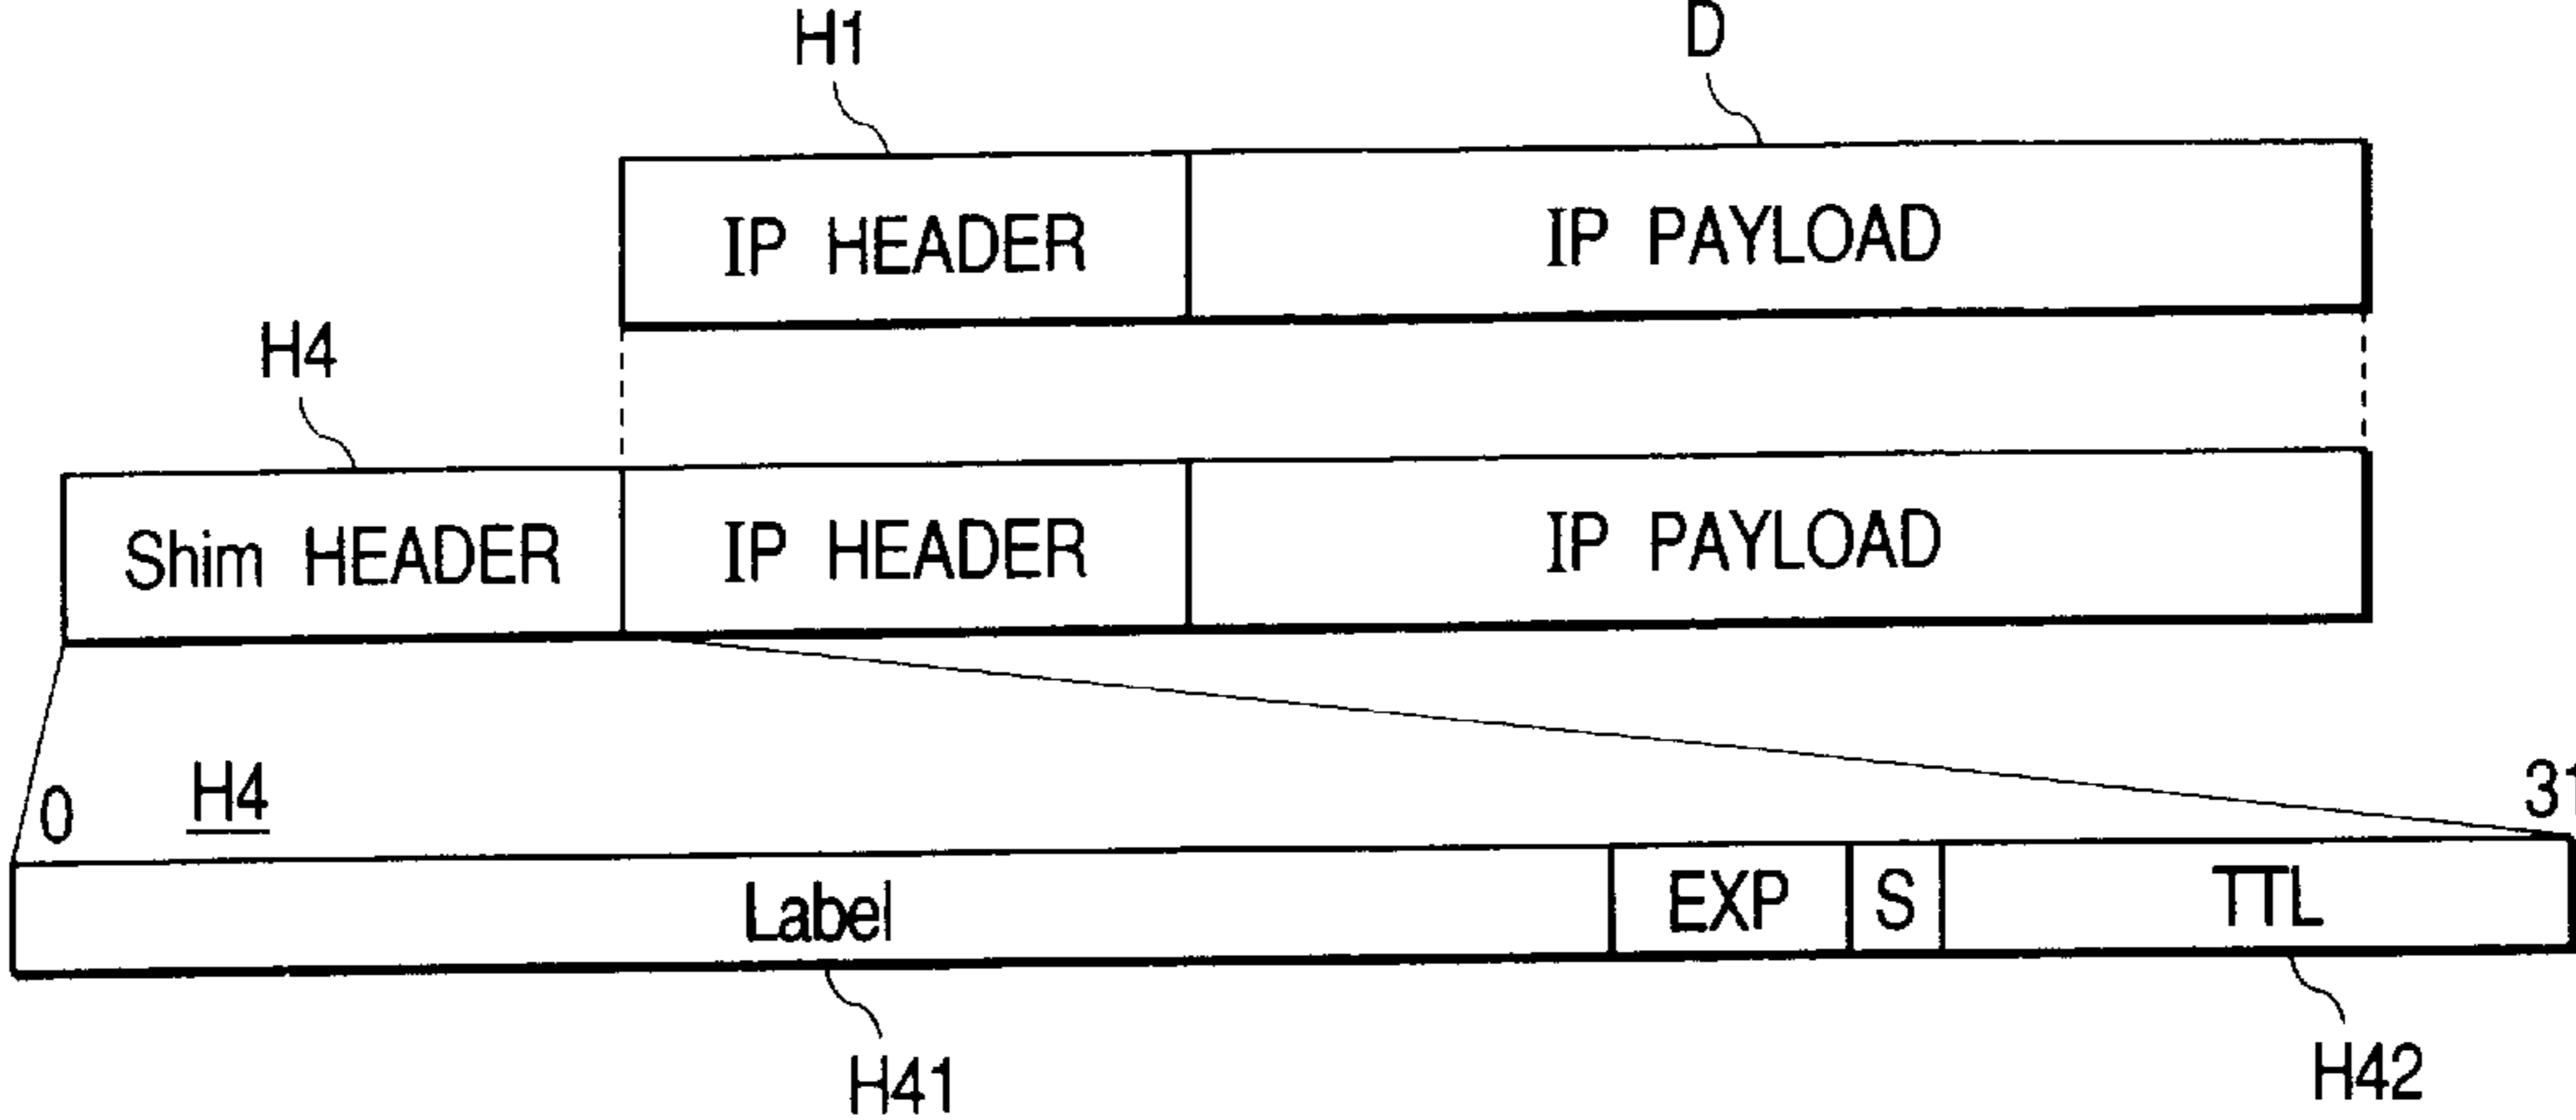 H1 D
IP HEADER IP PAYLOAD
H4
Shim HEADER IP HEADER IP PAYLOAD
0 H4 31
Label EXP S TTL
H41 H42